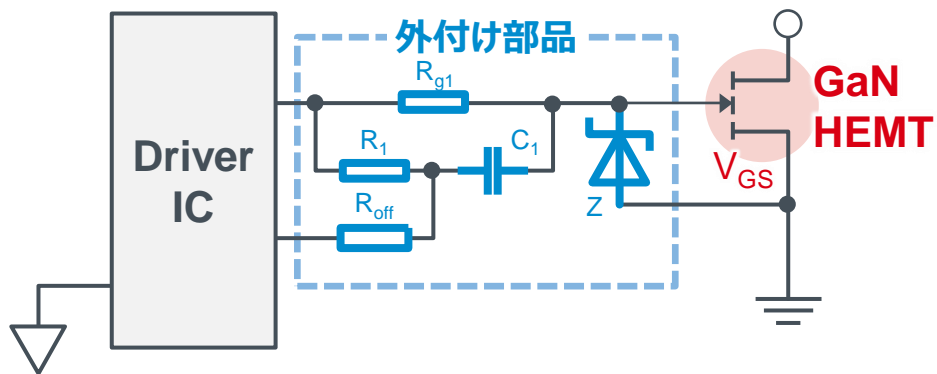 外付け部品
Rg1
R1
C1
Roff
Z
Driver
IC
GaN
HEMT
VGS